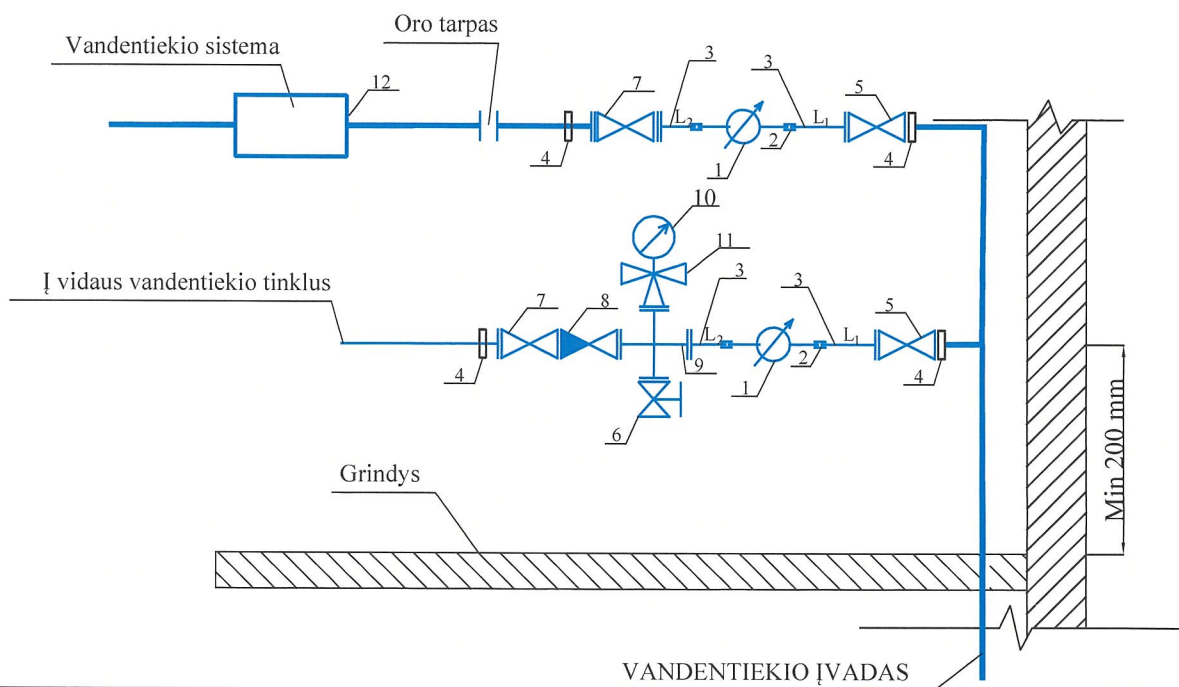 Oro tarpas
Vandentiekio sistema
12
3
3
7
5
L₂
L₁
4
1
2
4
10
11
Į vidaus vandentiekio tinklus
7
8
3
3
5
L₂
L₁
4
9
1
2
4
6
Min 200 mm
Grindys
VANDENTIEKIO ĮVADAS